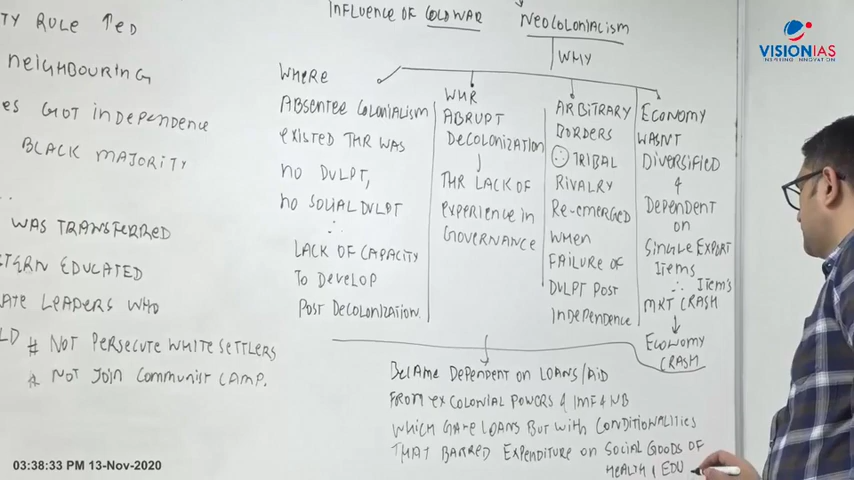 TY RULE ↑ED
NEIGHBOURING
ES GOT INDEPENDENCE
BLACK MAJORITY
WAS TRANSFERRED
TERN EDUCATED
ATE LEADERS WHO
LD # NOT PERSECUTE WHITE SETTLERS
# NOT JOIN COMMUNIST CAMP.
INFLUENCE OF COLD WAR
NEOCOLONIALISM
WHY
WHERE
ABSENTEE COLONIALISM
EXISTED THR WAS
NO DVLPT,
NO SOCIAL DVLPT
∴
LACK OF CAPACITY
TO DEVELOP
POST DECOLONIZATION.
WHR
ABRUPT
DECOLONIZATION
↓
THR LACK OF
EXPERIENCE IN
GOVERNANCE
ARBITRARY
BORDERS
∴ TRIBAL
RIVALRY
RE-EMERGED
WHEN
FAILURE OF
DVLPT POST
INDEPENDENCE
ECONOMY
WASNT
DIVERSIFIED
&
DEPENDENT
ON
SINGLE EXPORT
ITEMS
∴ ITEM'S
MKT CRASH
↓
ECONOMY
CRASH
BECAME DEPENDENT ON LOANS/AID
FROM EX COLONIAL POWERS & IMF & WB
WHICH GAVE LOANS BUT WITH CONDITIONALITIES
THAT BARRED EXPENDITURE ON SOCIAL GOODS OF
HEALTH & EDU
VISIONIAS
INSPIRING INNOVATION
03:38:33 PM 13-Nov-2020